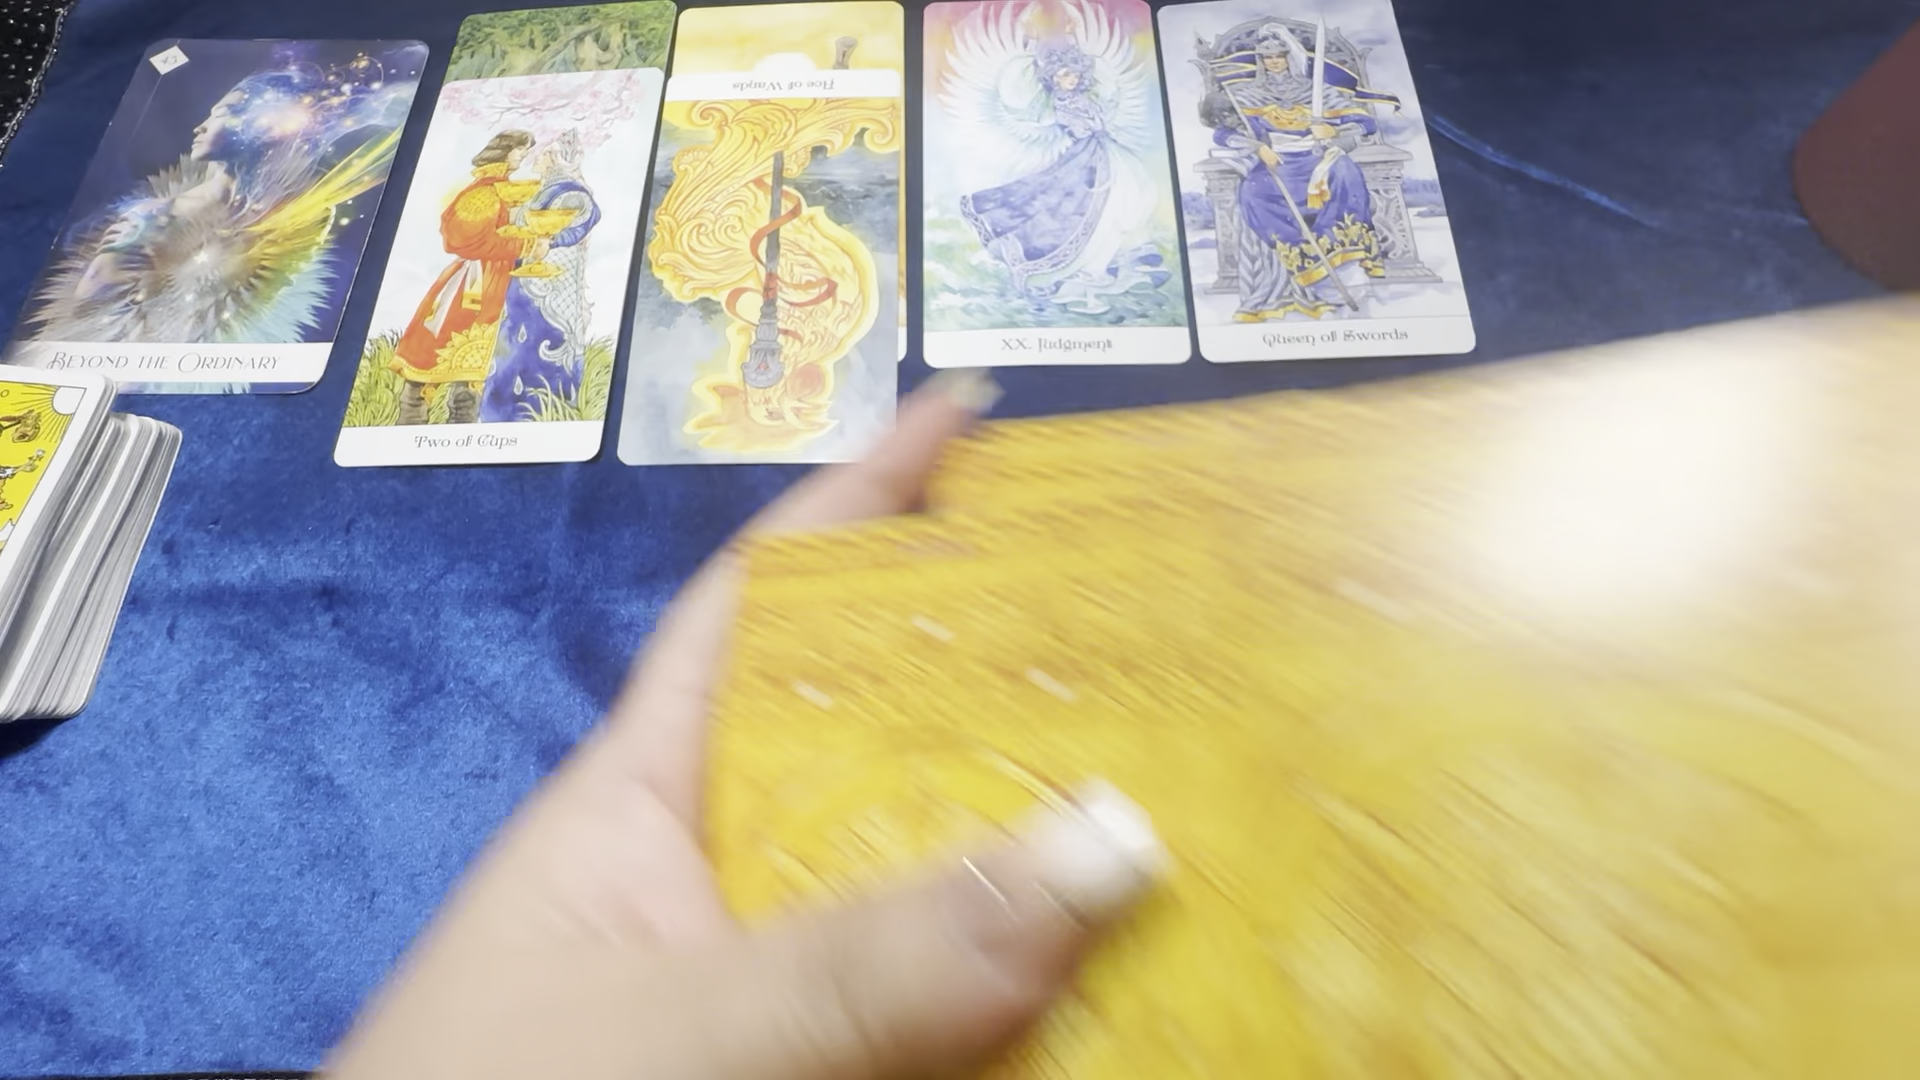 BEYOND THE ORDINARY
Two of Cups
Ace of Wands
XX. Judgment
Queen of Swords